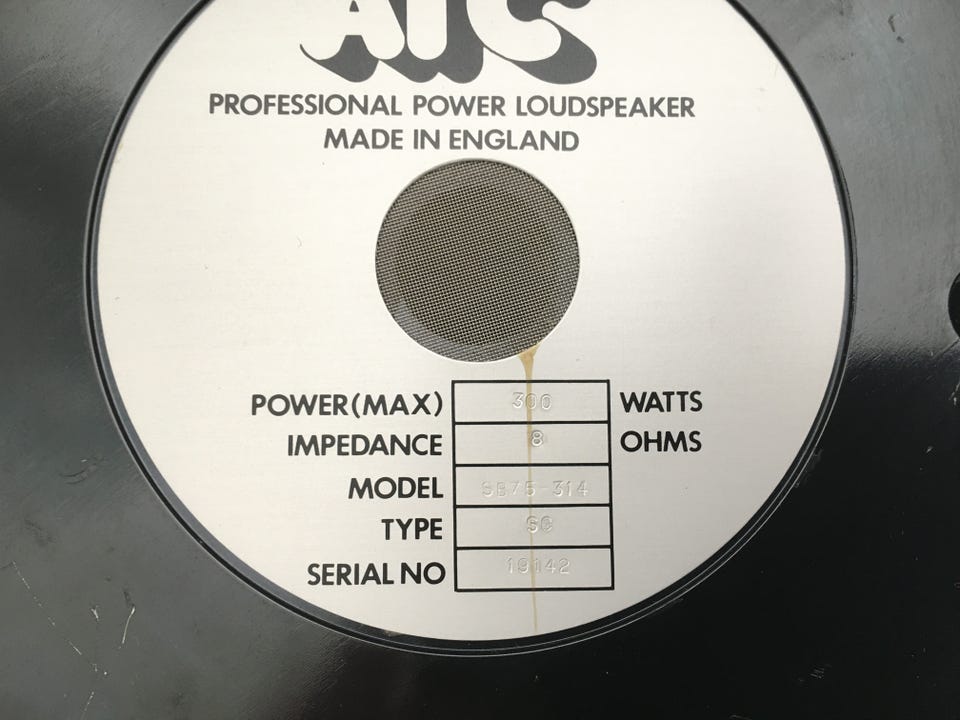 ATC
PROFESSIONAL POWER LOUDSPEAKER
MADE IN ENGLAND
POWER(MAX) 300 WATTS
IMPEDANCE 8 OHMS
MODEL SB75-314
TYPE SC
SERIAL NO 19142